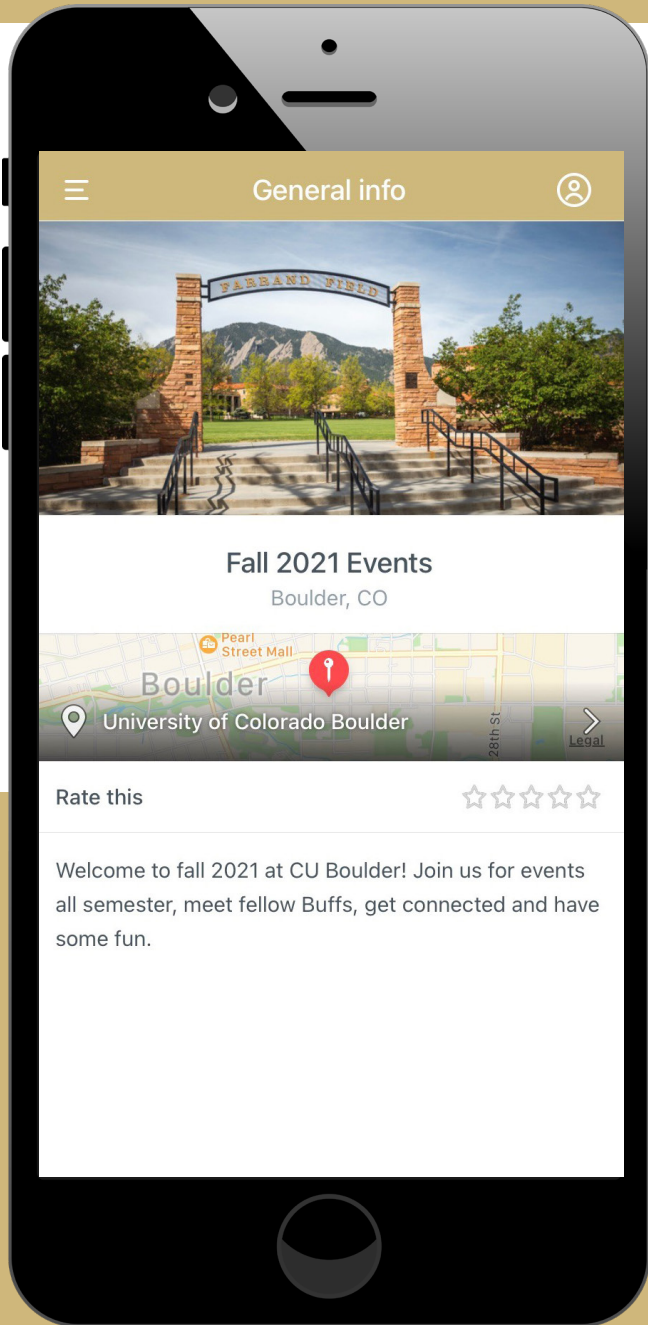 General info
FARRAND FIELD
Fall 2021 Events
Boulder, CO
Pearl
Street Mall
Boulder
University of Colorado Boulder
28th St
Legal
Rate this
Welcome to fall 2021 at CU Boulder! Join us for events
all semester, meet fellow Buffs, get connected and have
some fun.